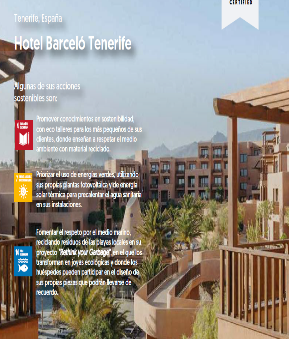 CERTIFIED
Tenerife, España
Hotel Barceló Tenerife
Algunas de sus acciones
sostenibles son:
Promover conocimientos en sostenibilidad,
con eco talleres para los más pequeños de sus
clientes, donde enseñan a respetar el medio
ambiente con material reciclado.
Priorizar el uso de energías verdes, utilizando
sus propias plantas fotovoltaica y de energía
solar térmica para precalentar el agua sanitaria
en sus instalaciones.
Fomentar el respeto por el medio marino,
reciclando residuos de las playas locales en su
proyecto "Rethink your Garbage", en el que los
transforman en joyas ecológicas y donde los
huéspedes pueden participar en el diseño de
sus propias piezas que podrán llevarse de
recuerdo.